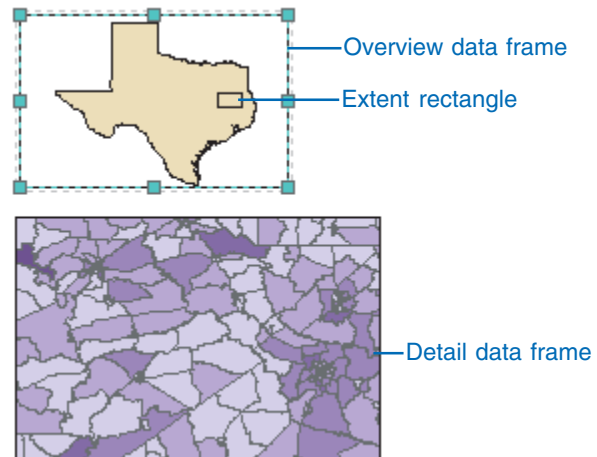 Overview data frame
Extent rectangle
Detail data frame